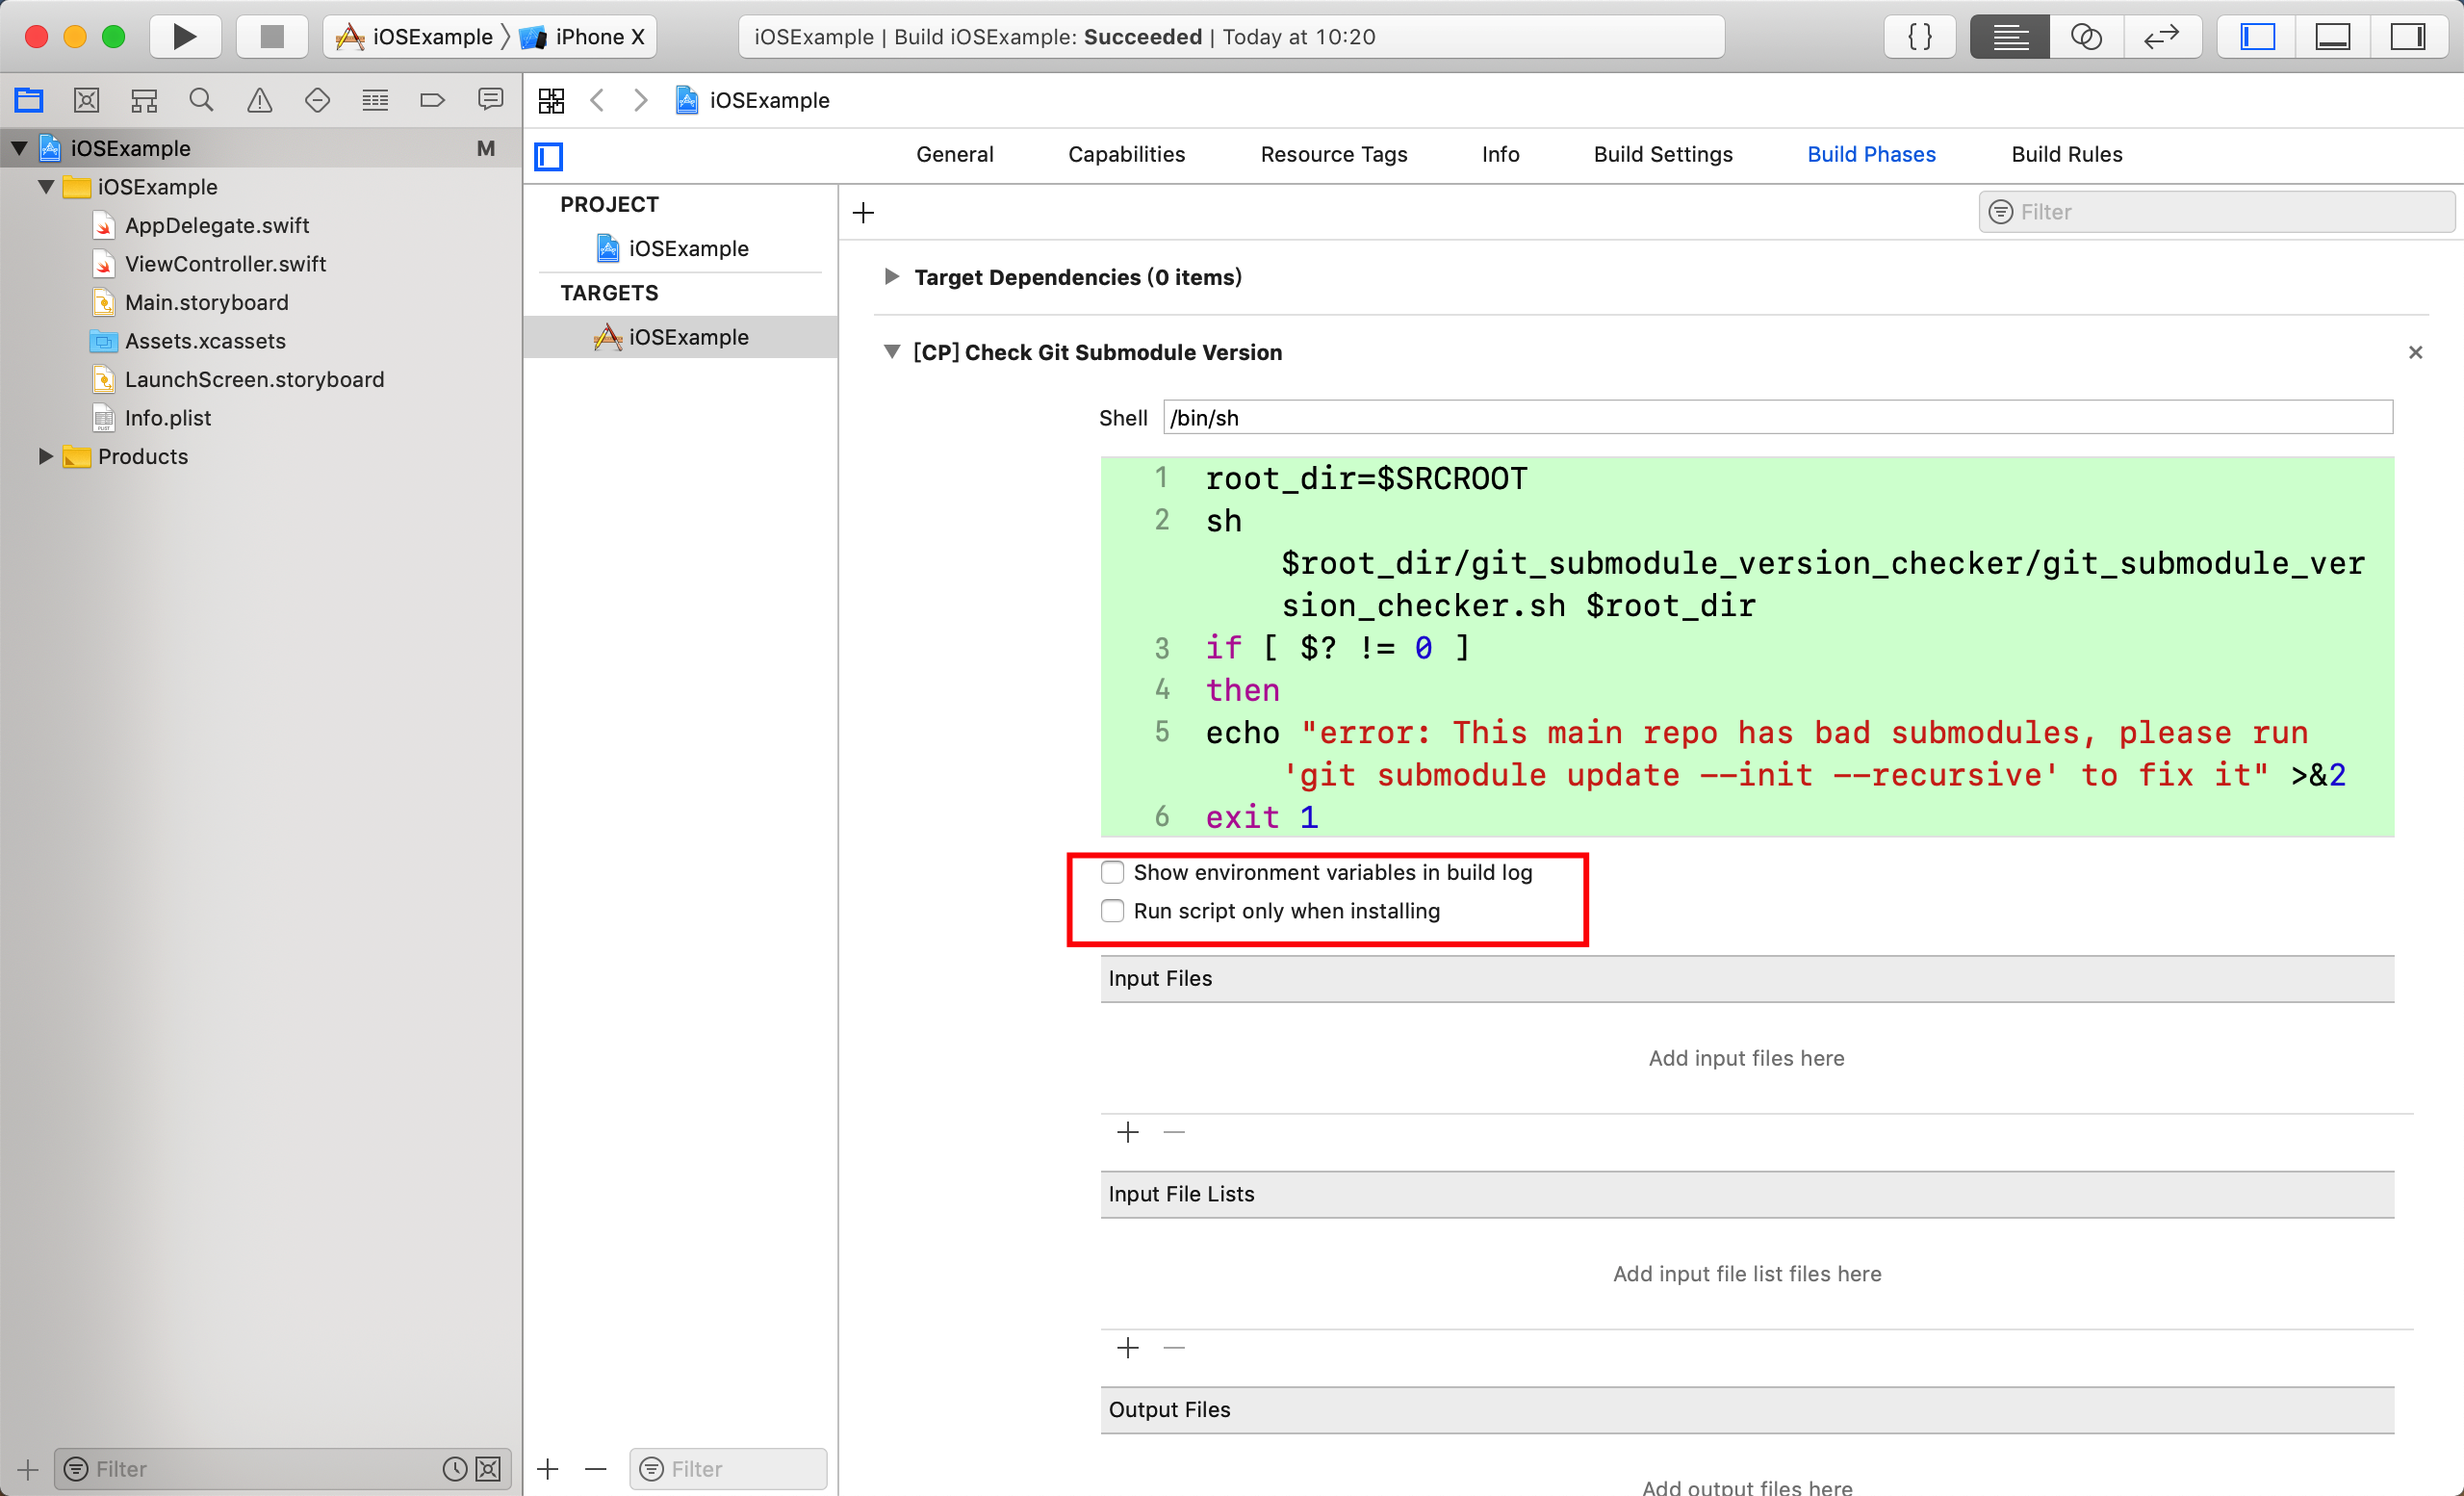 iOSExample 〉 iPhone X
iOSExample | Build iOSExample: Succeeded | Today at 10:20
{ }
iOSExample
iOSExample M
iOSExample
AppDelegate.swift
ViewController.swift
Main.storyboard
Assets.xcassets
LaunchScreen.storyboard
Info.plist
Products
Filter
General Capabilities Resource Tags Info Build Settings Build Phases Build Rules
PROJECT
iOSExample
TARGETS
iOSExample
Filter
Filter
Target Dependencies (0 items)
[CP] Check Git Submodule Version
Shell /bin/sh
1 root_dir=$SRCROOT
2 sh
$root_dir/git_submodule_version_checker/git_submodule_ver
sion_checker.sh $root_dir
3 if [ $? != 0 ]
4 then
5 echo "error: This main repo has bad submodules, please run
'git submodule update --init --recursive' to fix it" >&2
6 exit 1
Show environment variables in build log
Run script only when installing
Input Files
Add input files here
Input File Lists
Add input file list files here
Output Files
Add output files here